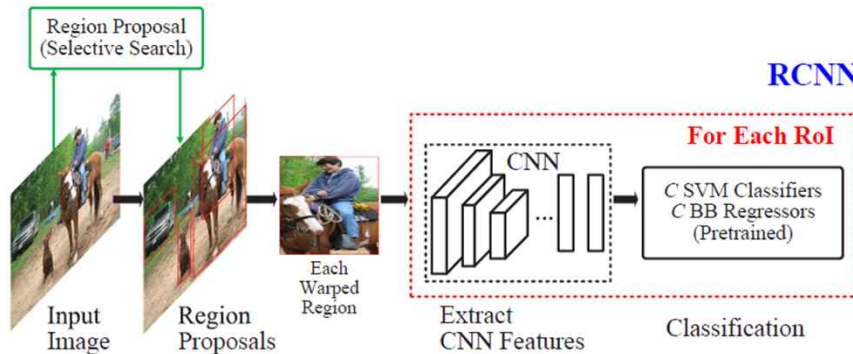 Region Proposal
(Selective Search)
RCNN
For Each RoI
CNN
...
C SVM Classifiers
C BB Regressors
(Pretrained)
Each
Warped
Region
Input
Image
Region
Proposals
Extract
CNN Features
Classification